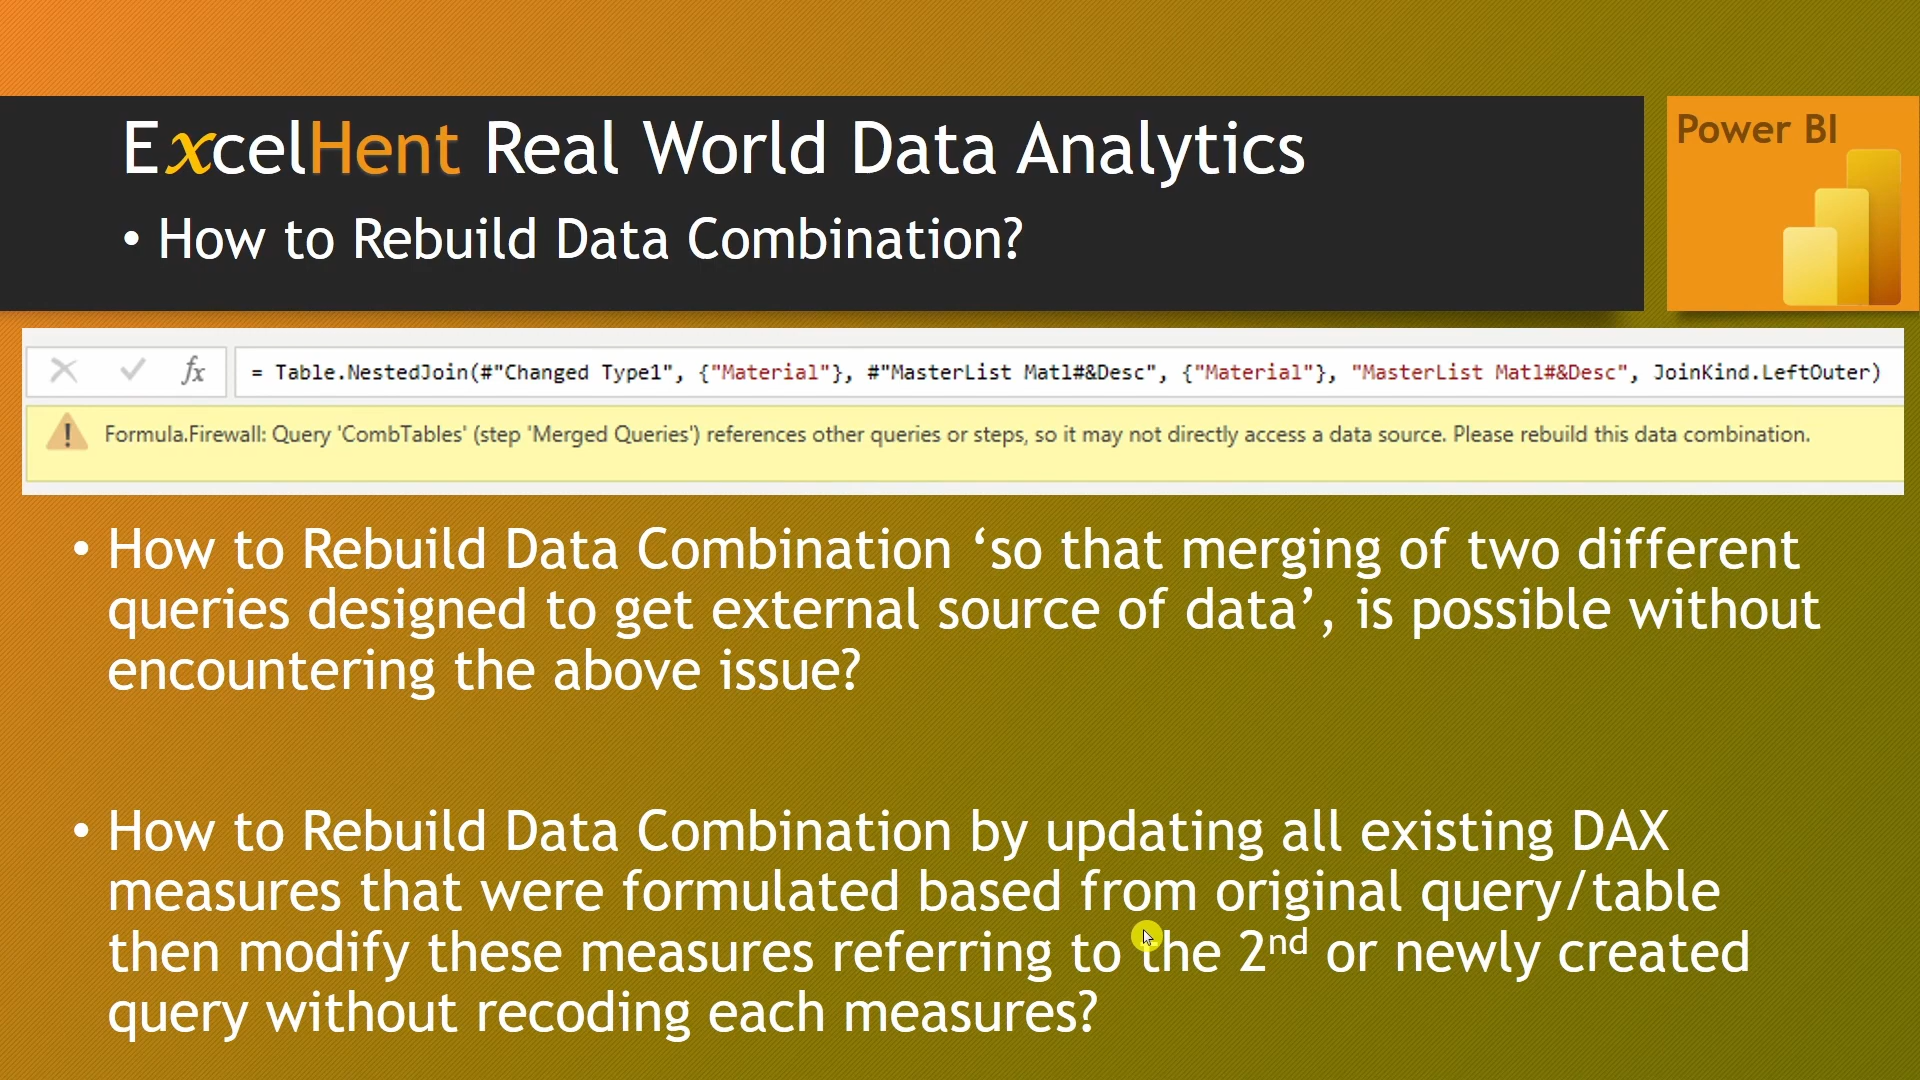 ExcelHent Real World Data Analytics
Power BI
• How to Rebuild Data Combination?
fx = Table.NestedJoin(#"Changed Type1", {"Material"}, #"MasterList Matl#&Desc", {"Material"}, "MasterList Matl#&Desc", JoinKind.LeftOuter)
Formula.Firewall: Query 'CombTables' (step 'Merged Queries') references other queries or steps, so it may not directly access a data source. Please rebuild this data combination.
• How to Rebuild Data Combination ‘so that merging of two different
queries designed to get external source of data’, is possible without
encountering the above issue?
• How to Rebuild Data Combination by updating all existing DAX
measures that were formulated based from original query/table
then modify these measures referring to the 2nd or newly created
query without recoding each measures?